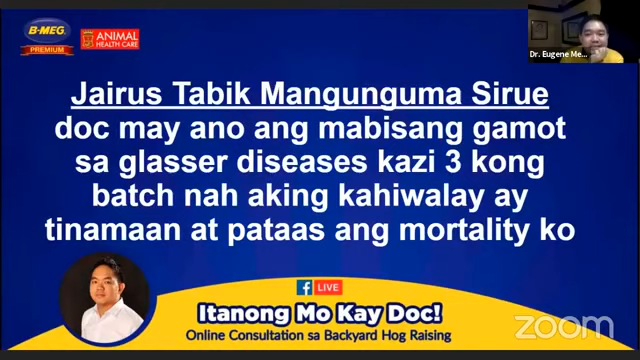 B-MEG
PREMIUM
ANIMAL
HEALTH CARE
Dr. Eugene Me...
Jairus Tabik Mangunguma Sirue
doc may ano ang mabisang gamot
sa glasser diseases kazi 3 kong
batch nah aking kahiwalay ay
tinamaan at pataas ang mortality ko
f LIVE
Itanong Mo Kay Doc!
Online Consultation sa Backyard Hog Raising
zoom